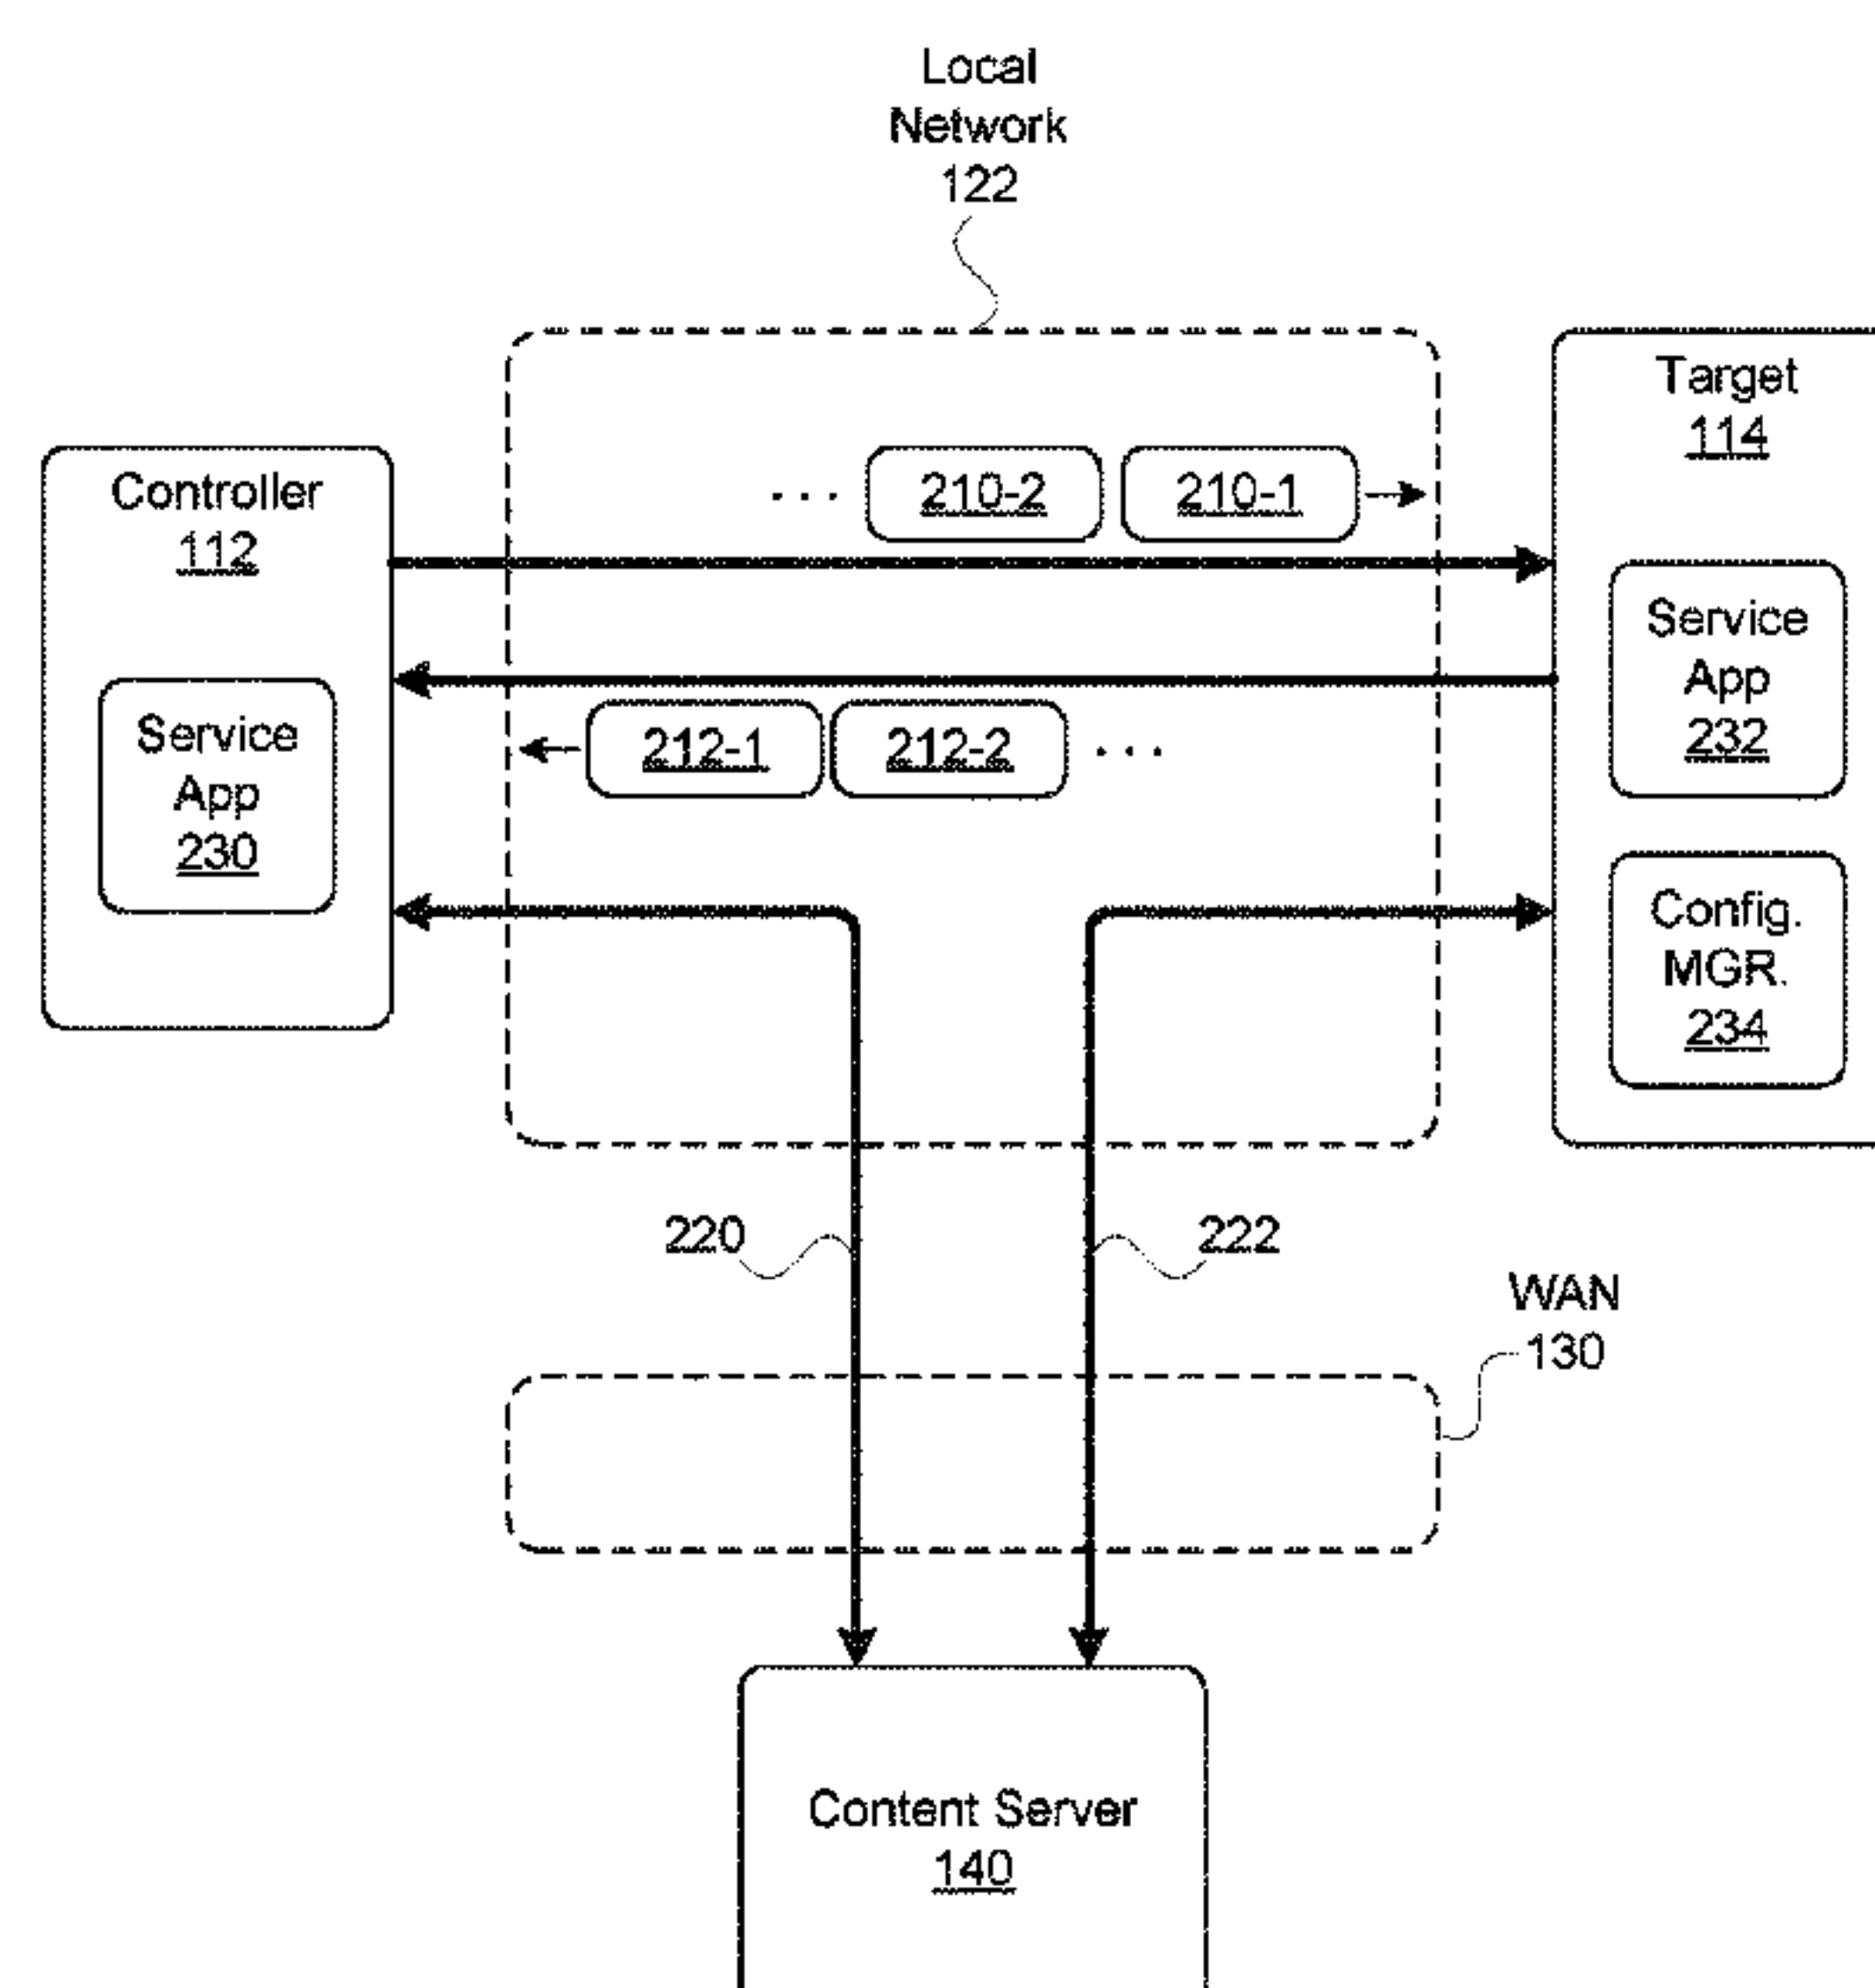 Local
Network
122
Target
114
Controller
112
. . .
210-2
210-1
Service
App
232
Service
App
230
212-1
212-2
. . .
Config.
MGR.
234
220
222
WAN
130
Content Server
140